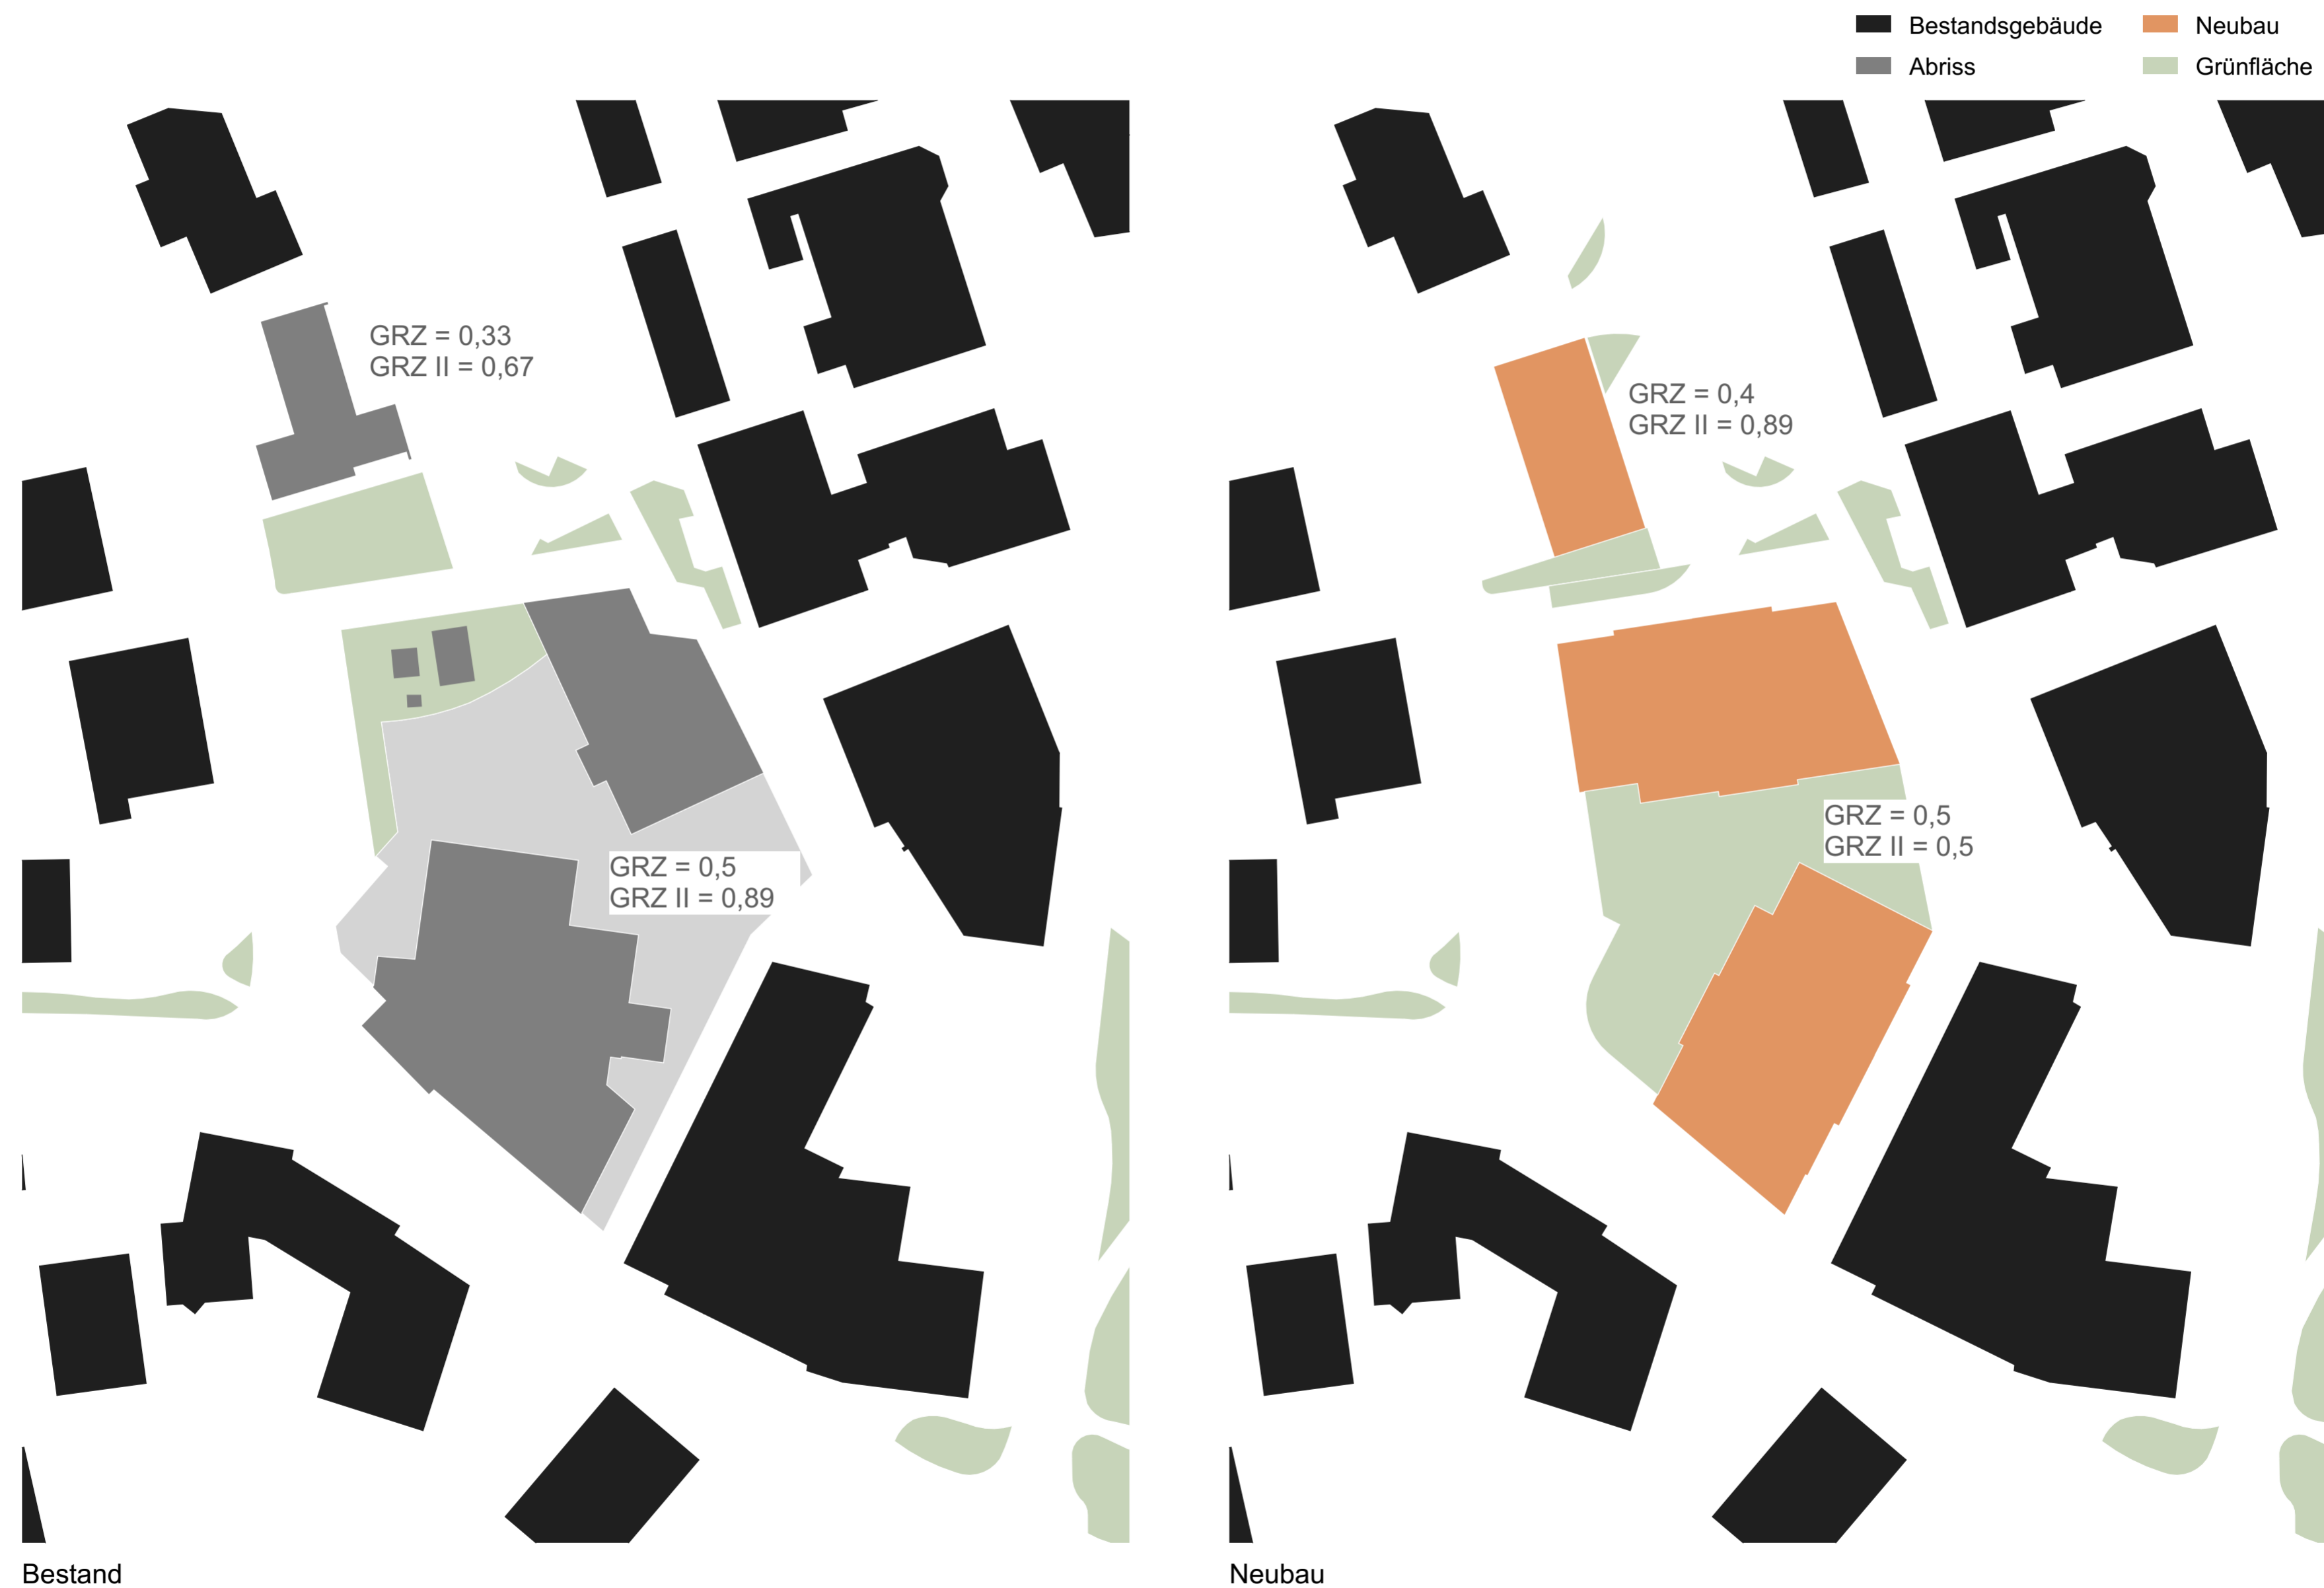 Bestandsgebäude
Neubau
Abriss
Grünfläche
GRZ = 0,33
GRZ II = 0,67
GRZ = 0,4
GRZ II = 0,89
GRZ = 0,5
GRZ II = 0,89
GRZ = 0,5
GRZ II = 0,5
Bestand
Neubau